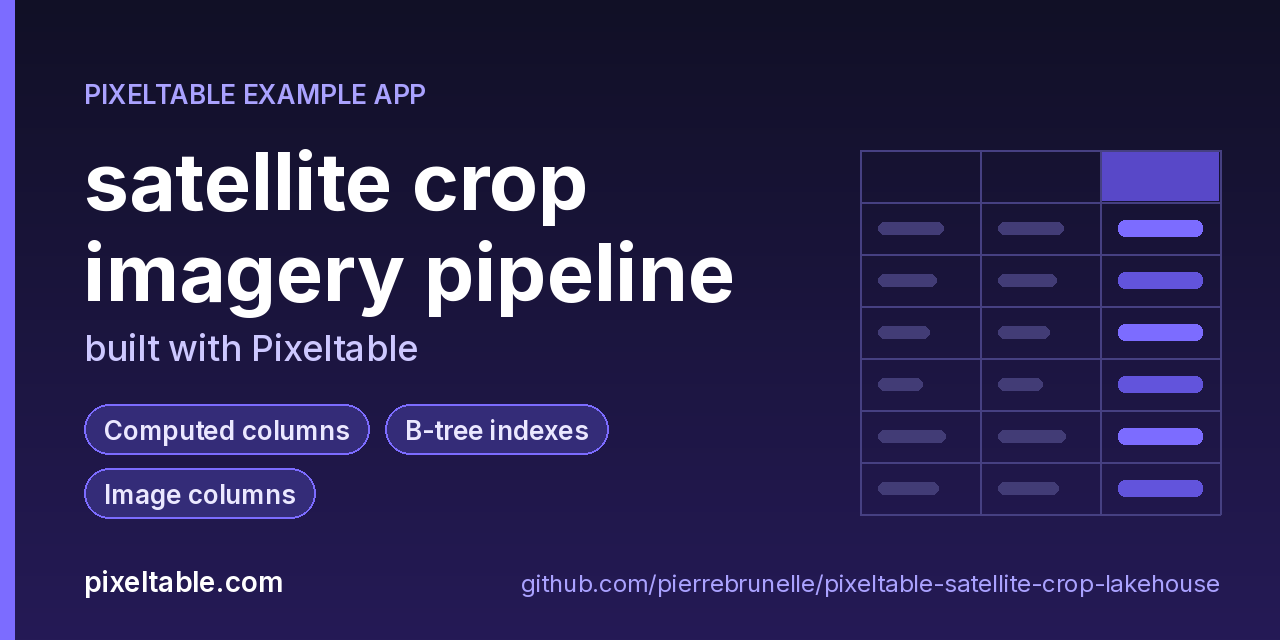 PIXELTABLE EXAMPLE APP
satellite crop
imagery pipeline
built with Pixeltable
Computed columns
B-tree indexes
Image columns
pixeltable.com
github.com/pierrebrunelle/pixeltable-satellite-crop-lakehouse